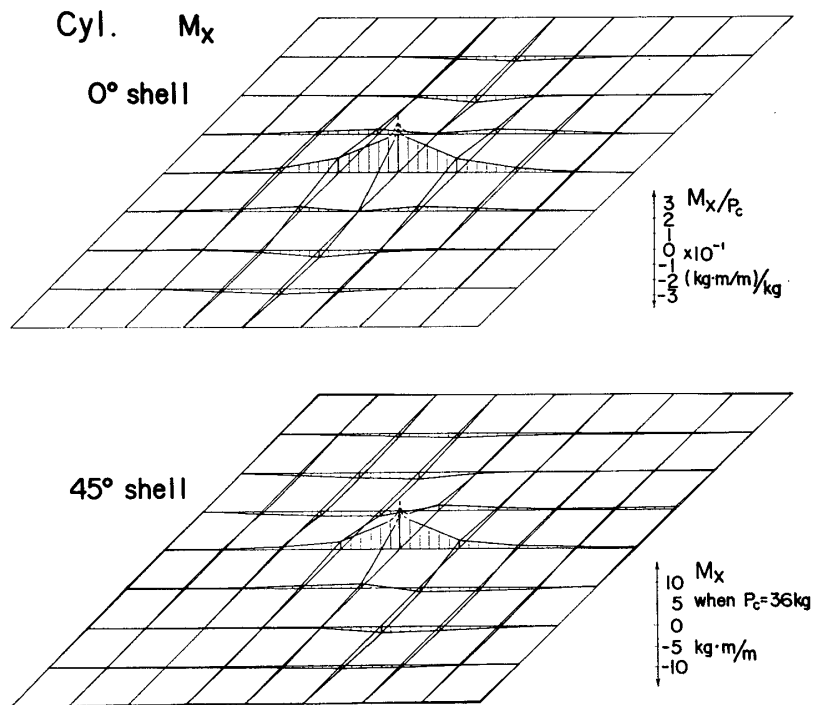 Cyl. Mx
0° shell
Mx/Pc
3
2
1
0 ×10⁻¹
-1
-2 (kg·m/m)/kg
-3
45° shell
10 Mx
5 when Pc=36kg
0
-5 kg·m/m
-10